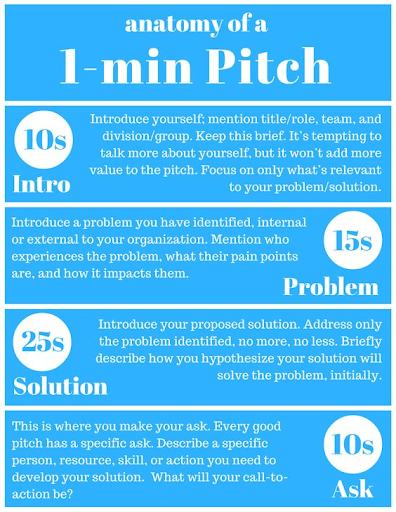 anatomy of a
1-min Pitch
10s
Intro
Introduce yourself; mention title/role, team, and
division/group. Keep this brief. It's tempting to
talk more about yourself, but it won't add more
value to the pitch. Focus on only what's relevant
to your problem/solution.
Introduce a problem you have identified, internal
or external to your organization. Mention who
experiences the problem, what their pain points
are, and how it impacts them.
15s
Problem
25s
Solution
Introduce your proposed solution. Address only
the problem identified, no more, no less. Briefly
describe how you hypothesize your solution will
solve the problem, initially.
This is where you make your ask. Every good
pitch has a specific ask. Describe a specific
person, resource, skill, or action you need to
develop your solution.  What will your call-to-
action be?
10s
Ask